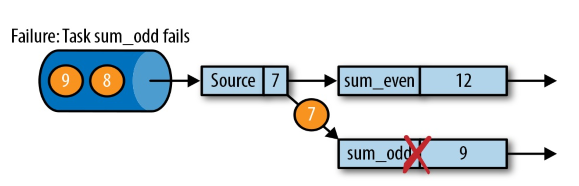 Failure: Task sum_odd fails
9 8 Source 7 sum_even 12
7
sum_odd 9